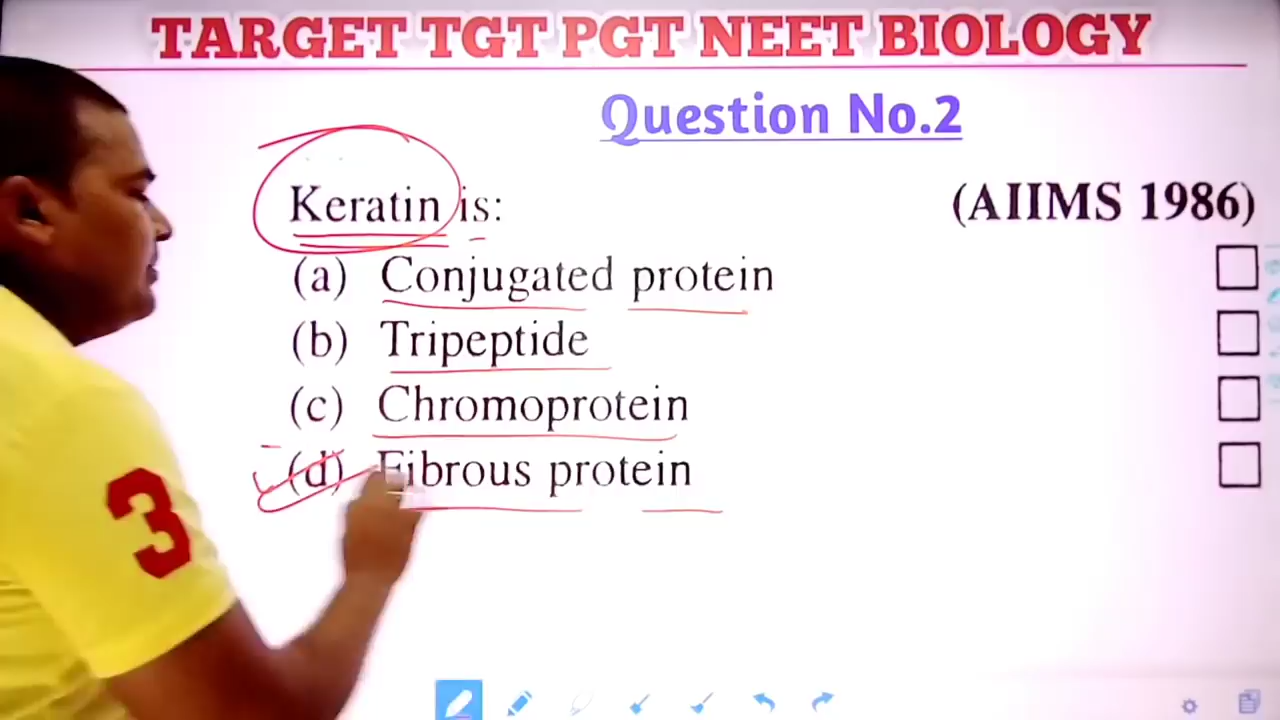 TARGET TGT PGT NEET BIOLOGY
Question No.2
Keratin is: (AIIMS 1986)
(a) Conjugated protein
(b) Tripeptide
(c) Chromoprotein
(d) Fibrous protein
3